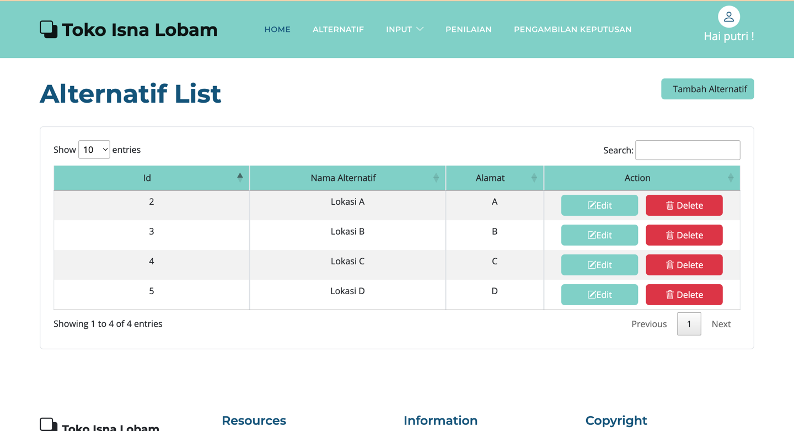 Toko Isna Lobam
HOME ALTERNATIF INPUT PENILAIAN PENGAMBILAN KEPUTUSAN
Hai putri !
Alternatif List
Tambah Alternatif
Show 10 entries
Search:
Id Nama Alternatif Alamat Action
2 Lokasi A A Edit Delete
3 Lokasi B B Edit Delete
4 Lokasi C C Edit Delete
5 Lokasi D D Edit Delete
Showing 1 to 4 of 4 entries
Previous 1 Next
Toko Isna Lobam
Resources
Information
Copyright